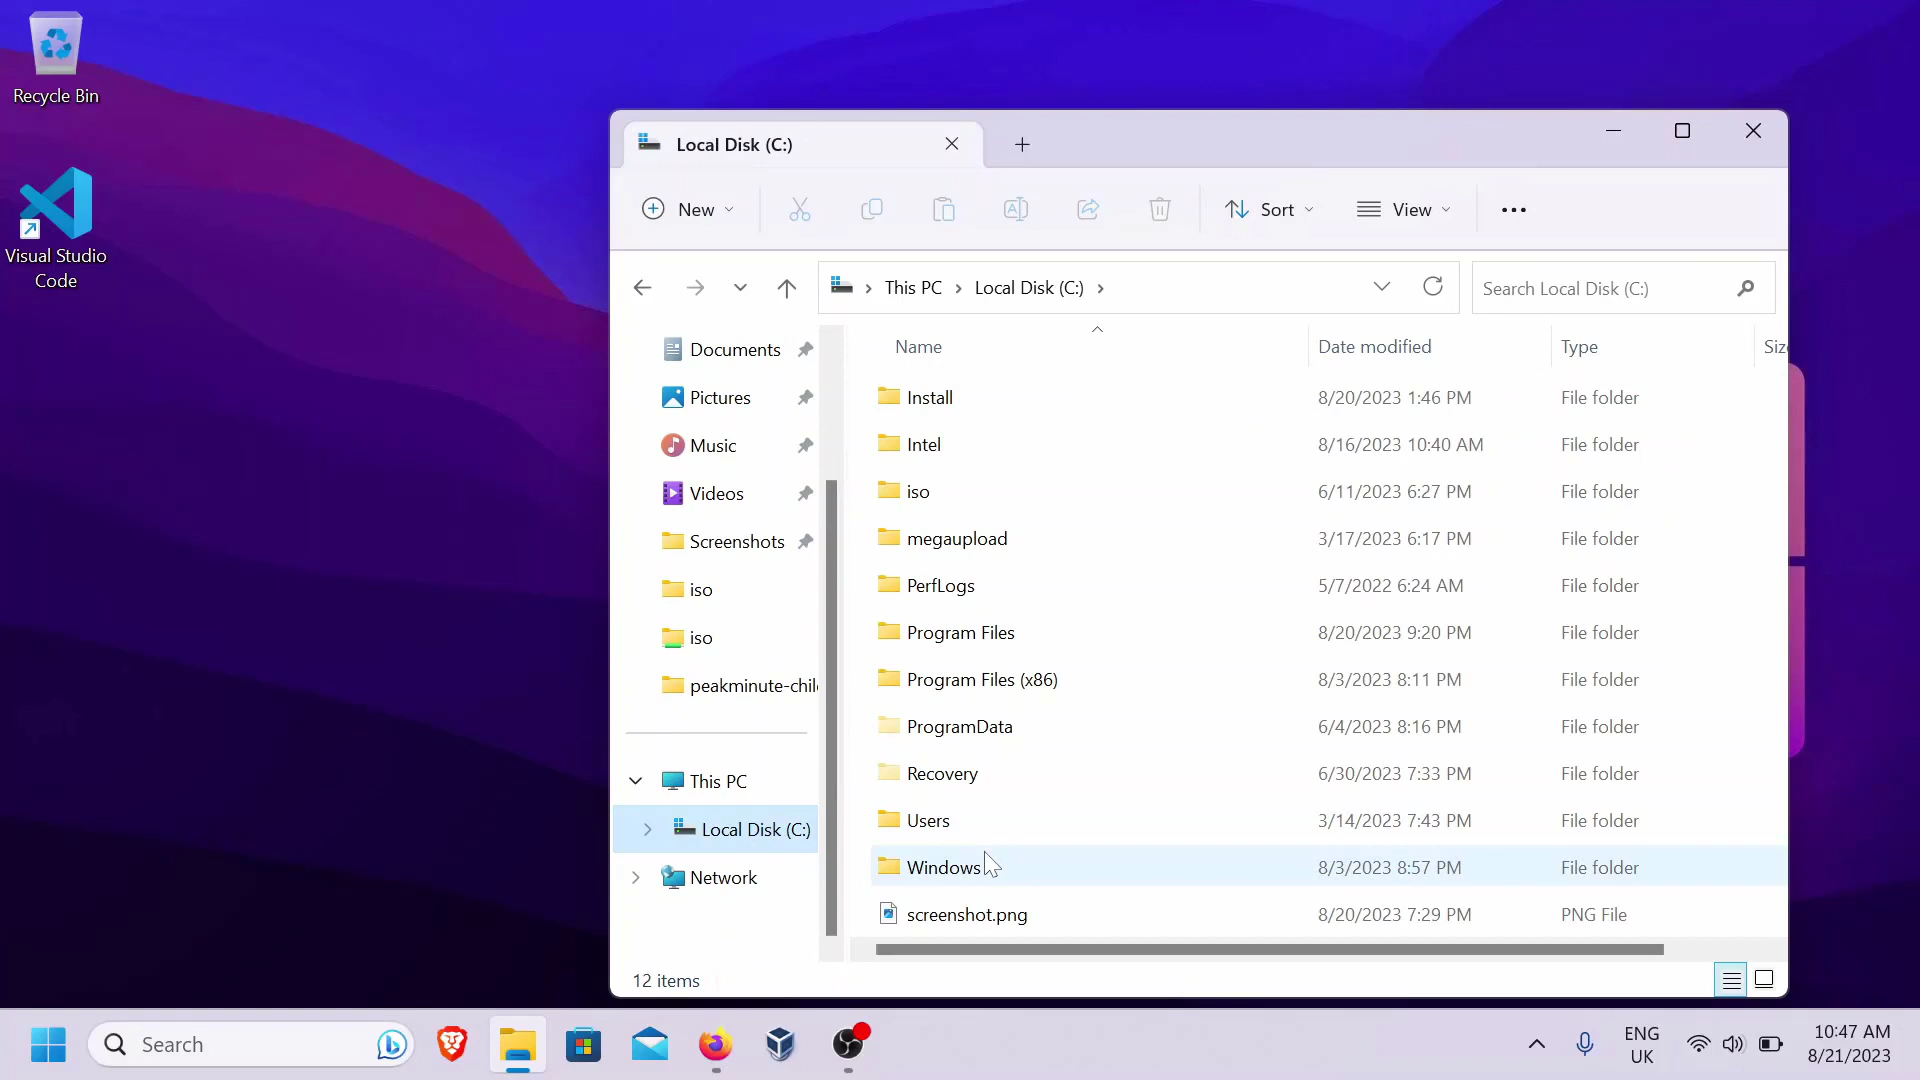 Recycle Bin
Visual Studio
Code
Local Disk (C:)
New
Sort
View
This PC
Local Disk (C:)
Search Local Disk (C:)
Documents
Pictures
Music
Videos
Screenshots
iso
iso
peakminute-chil
This PC
Local Disk (C:)
Network
Name Date modified Type Siz
Install 8/20/2023 1:46 PM File folder
Intel 8/16/2023 10:40 AM File folder
iso 6/11/2023 6:27 PM File folder
megaupload 3/17/2023 6:17 PM File folder
PerfLogs 5/7/2022 6:24 AM File folder
Program Files 8/20/2023 9:20 PM File folder
Program Files (x86) 8/3/2023 8:11 PM File folder
ProgramData 6/4/2023 8:16 PM File folder
Recovery 6/30/2023 7:33 PM File folder
Users 3/14/2023 7:43 PM File folder
Windows 8/3/2023 8:57 PM File folder
screenshot.png 8/20/2023 7:29 PM PNG File
12 items
Search
ENG
UK
10:47 AM
8/21/2023